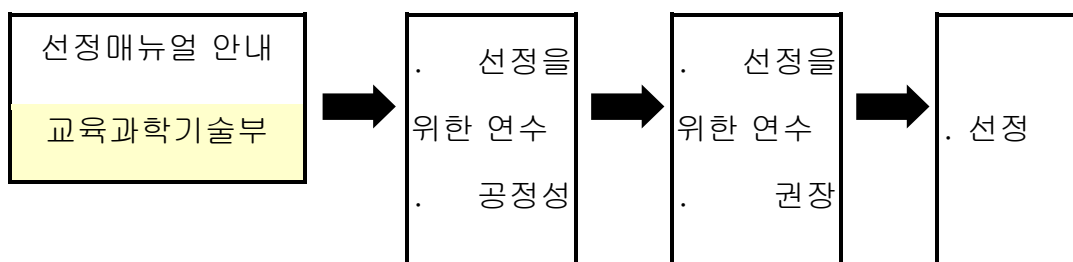 선정매뉴얼 안내
교육과학기술부
. 선정을
위한 연수
. 공정성
. 선정을
위한 연수
. 권장
. 선정